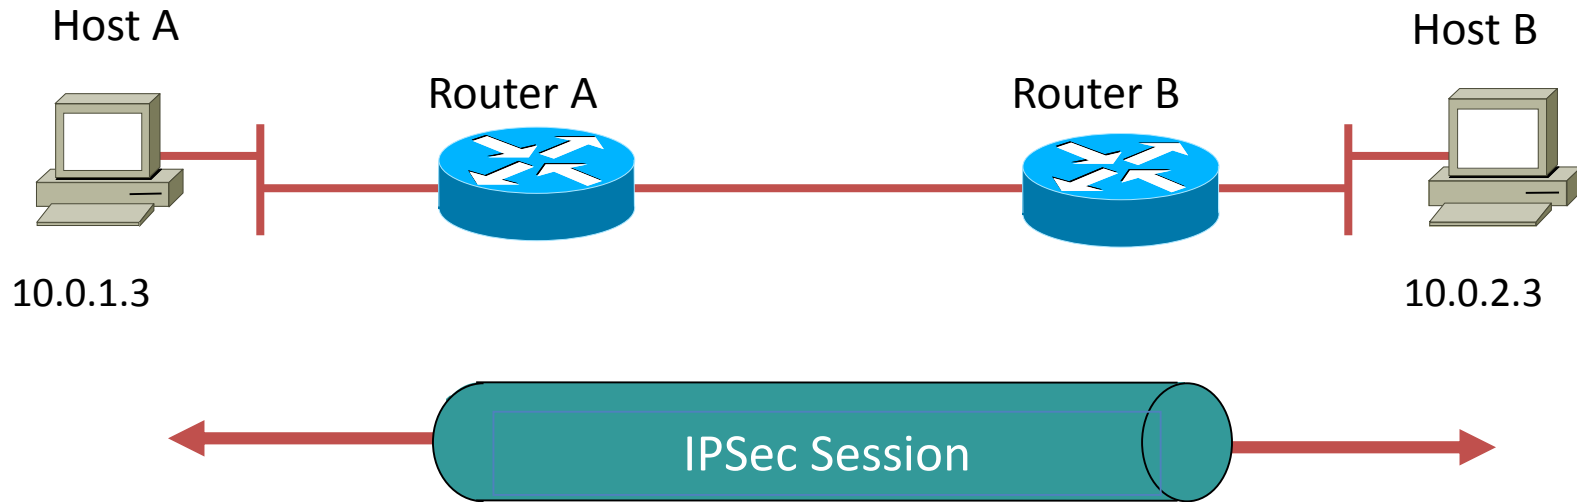 Host A
Host B
Router A
Router B
10.0.1.3
10.0.2.3
IPSec Session